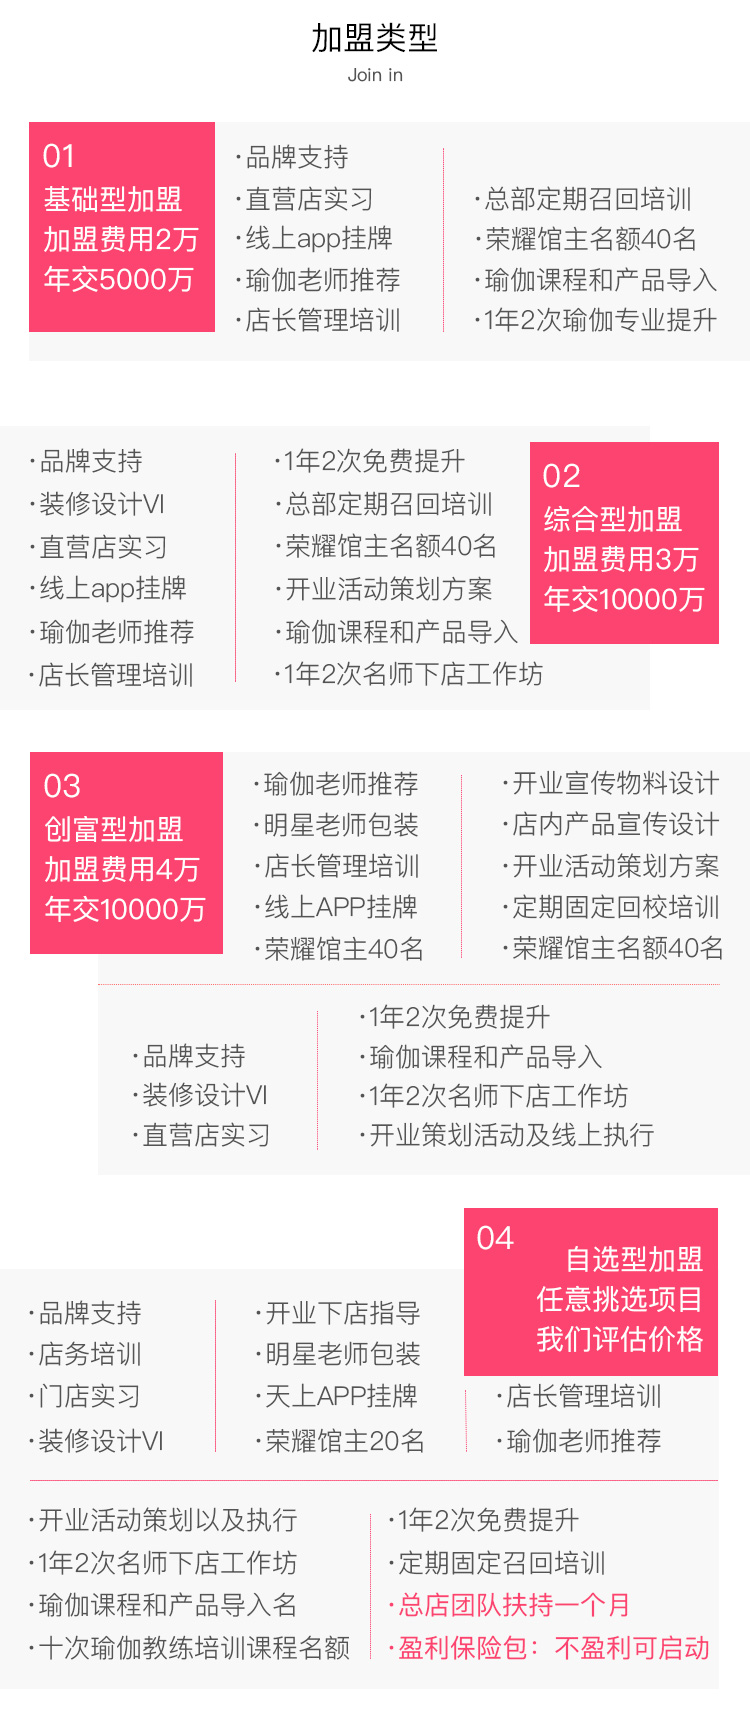 加盟类型
Join in
01
基础型加盟
加盟费用2万
年交5000万
·品牌支持
·直营店实习
·线上app挂牌
·瑜伽老师推荐
·店长管理培训
·总部定期召回培训
·荣耀馆主名额40名
·瑜伽课程和产品导入
·1年2次瑜伽专业提升
·品牌支持
·装修设计VI
·直营店实习
·线上app挂牌
·瑜伽老师推荐
·店长管理培训
·1年2次免费提升
·总部定期召回培训
·荣耀馆主名额40名
·开业活动策划方案
·瑜伽课程和产品导入
·1年2次名师下店工作坊
02
综合型加盟
加盟费用3万
年交10000万
03
创富型加盟
加盟费用4万
年交10000万
·瑜伽老师推荐
·明星老师包装
·店长管理培训
·线上APP挂牌
·荣耀馆主40名
·开业宣传物料设计
·店内产品宣传设计
·开业活动策划方案
·定期固定回校培训
·荣耀馆主名额40名
·品牌支持
·装修设计VI
·直营店实习
·1年2次免费提升
·瑜伽课程和产品导入
·1年2次名师下店工作坊
·开业策划活动及线上执行
04
自选型加盟
任意挑选项目
我们评估价格
·品牌支持
·店务培训
·门店实习
·装修设计VI
·开业下店指导
·明星老师包装
·天上APP挂牌
·荣耀馆主20名
·店长管理培训
·瑜伽老师推荐
·开业活动策划以及执行
·1年2次名师下店工作坊
·瑜伽课程和产品导入名
·十次瑜伽教练培训课程名额
·1年2次免费提升
·定期固定召回培训
·总店团队扶持一个月
·盈利保险包：不盈利可启动